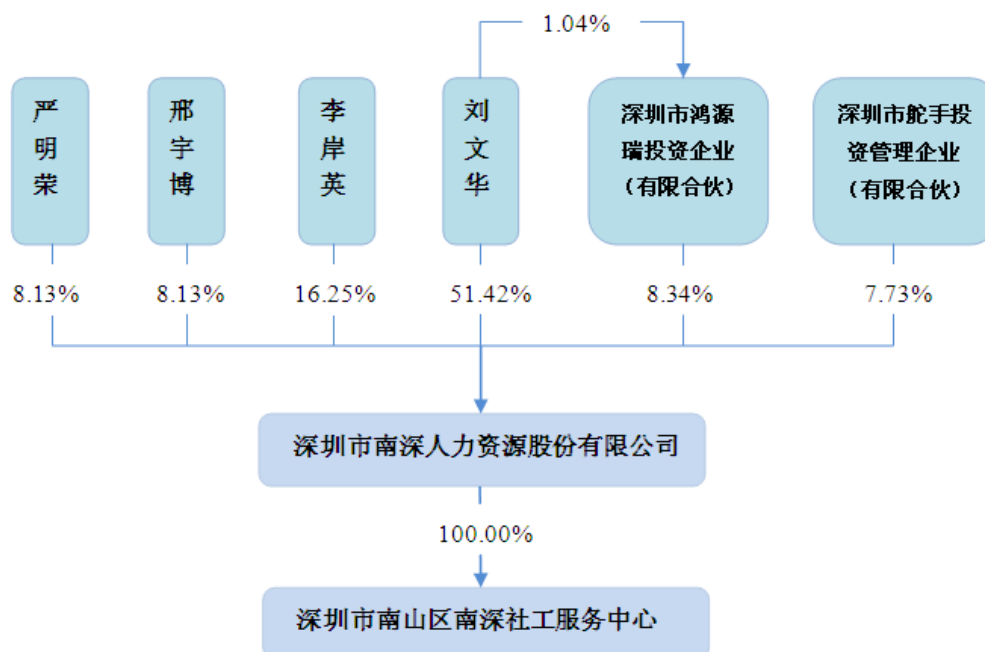 1.04%
严明荣
邢宇博
李岸英
刘文华
深圳市鸿源
瑞投资企业
（有限合伙）
深圳市舵手投
资管理企业
（有限合伙）
8.13%
8.13%
16.25%
51.42%
8.34%
7.73%
深圳市南深人力资源股份有限公司
100.00%
深圳市南山区南深社工服务中心